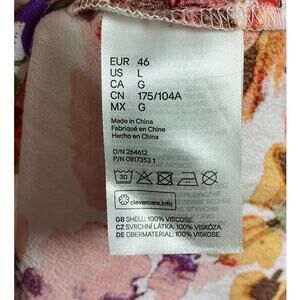 EUR 46
US L
CA G
CN 175/104A
MX G
Made in China
Fabriqué en Chine
Hecho en China
O/N 264612
P/N 0817353 1
30
clevercare.info
GB SHELL: 100% VISCOSE.
CZ SVRCHNÍ LÁTKA: 100% VISKÓZA.
DE OBERMATERIAL: 100% VISKOSE.